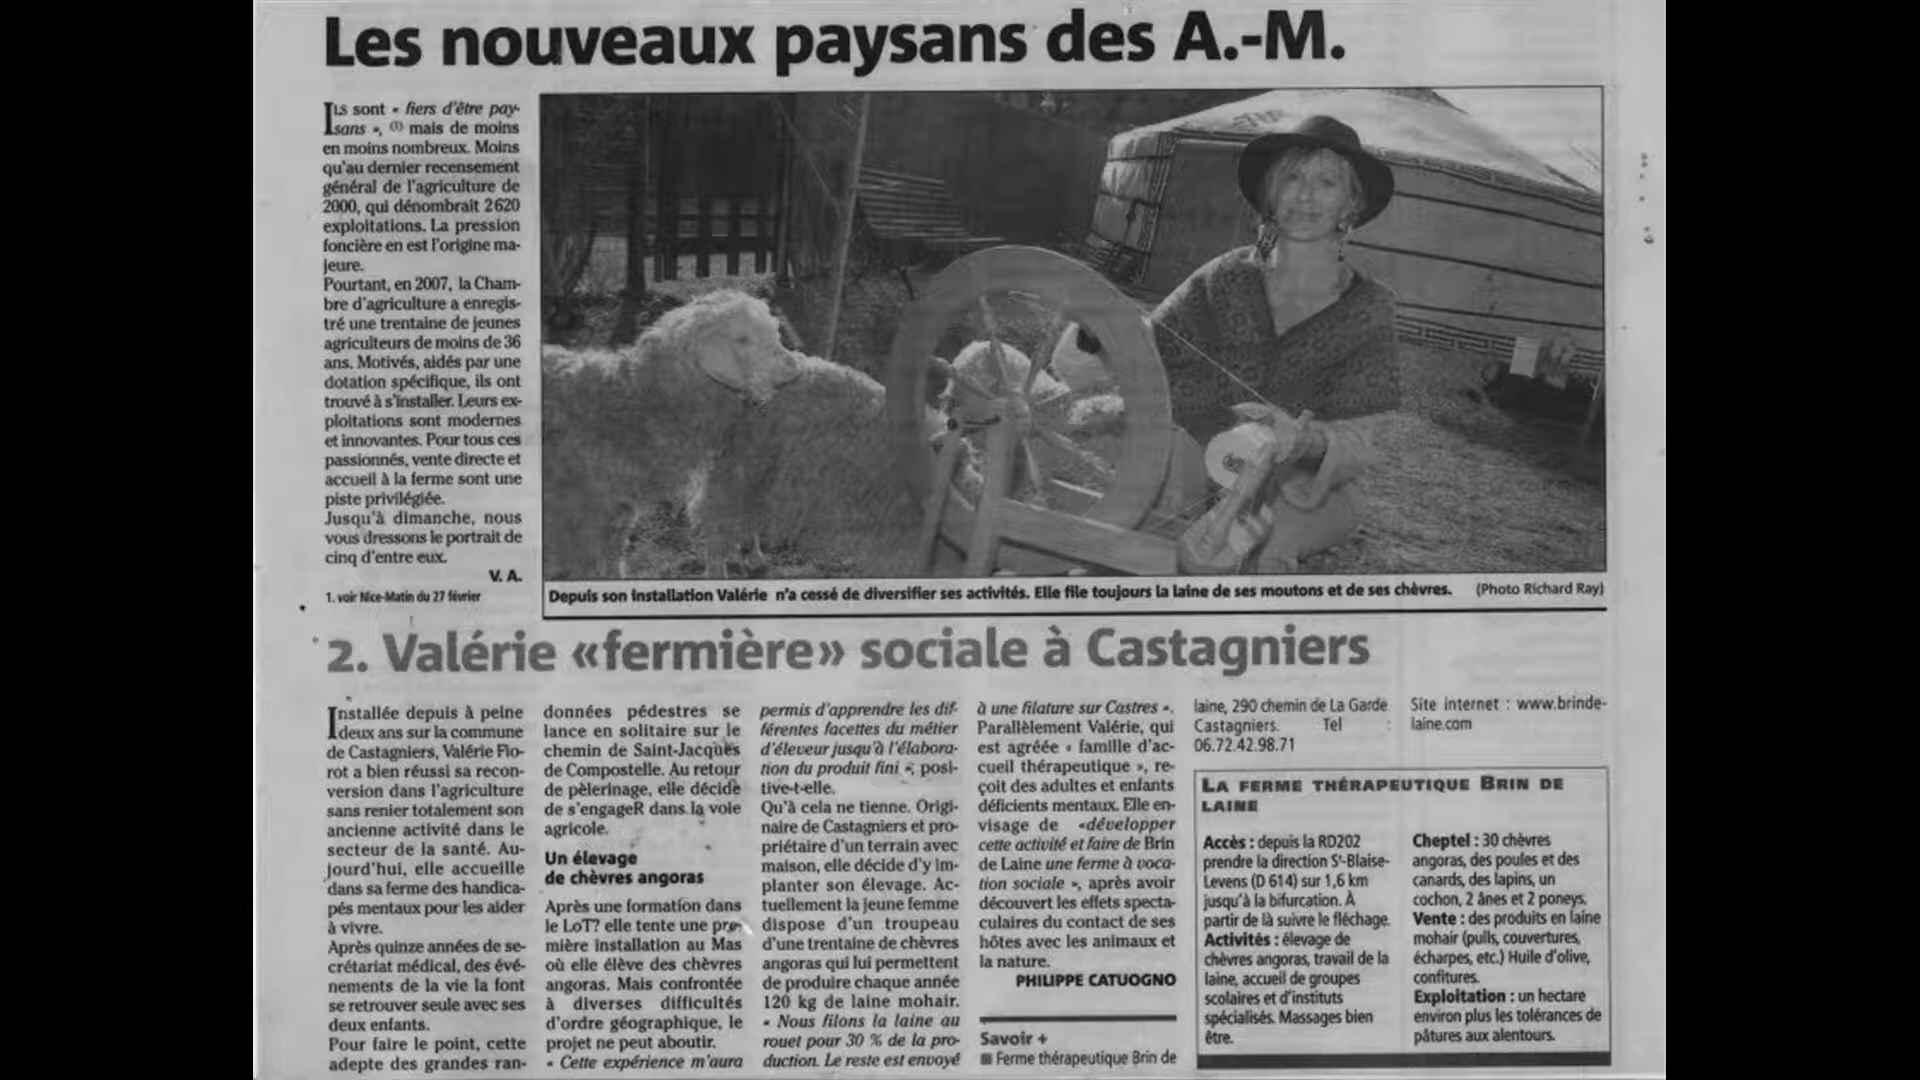 Les nouveaux paysans des A.-M.
ILS sont « fiers d'être pay-
sans », (1) mais de moins
en moins nombreux. Moins
qu'au dernier recensement
général de l'agriculture de
2000, qui dénombrait 2620
exploitations. La pression
foncière en est l'origine ma-
jeure.
Pourtant, en 2007, la Cham-
bre d'agriculture a enregis-
tré une trentaine de jeunes
agriculteurs de moins de 36
ans. Motivés, aidés par une
dotation spécifique, ils ont
trouvé à s'installer. Leurs ex-
ploitations sont modernes
et innovantes. Pour tous ces
passionnés, vente directe et
accueil à la ferme sont une
piste privilégiée.
Jusqu'à dimanche, nous
vous dressons le portrait de
cinq d'entre eux.
V. A.
1. voir Nice-Matin du 27 février
Depuis son installation Valérie n'a cessé de diversifier ses activités. Elle file toujours la laine de ses moutons et de ses chèvres. (Photo Richard Ray)
2. Valérie «fermière» sociale à Castagniers
Installée depuis à peine
deux ans sur la commune
de Castagniers, Valérie Flo-
rot a bien réussi sa recon-
version dans l'agriculture
sans renier totalement son
ancienne activité dans le
secteur de la santé. Au-
jourd'hui, elle accueille
dans sa ferme des handica-
pés mentaux pour les aider
à vivre.
Après quinze années de se-
crétariat médical, des évé-
nements de la vie la font
se retrouver seule avec ses
deux enfants.
Pour faire le point, cette
adepte des grandes ran-
données pédestres se
lance en solitaire sur le
chemin de Saint-Jacques
de Compostelle. Au retour
de pèlerinage, elle décide
de s'engageR dans la voie
agricole.
Un élevage
de chèvres angoras
Après une formation dans
le LoT? elle tente une pre-
mière installation au Mas
où elle élève des chèvres
angoras. Mais confrontée
à diverses difficultés
d'ordre géographique, le
projet ne peut aboutir.
« Cette expérience m'aura
permis d'apprendre les dif-
férentes facettes du métier
d'éleveur jusqu'à l'élabora-
tion du produit fini », posi-
tive-t-elle.
Qu'à cela ne tienne. Origi-
naire de Castagniers et pro-
priétaire d'un terrain avec
maison, elle décide d'y im-
planter son élevage. Ac-
tuellement la jeune femme
dispose d'un troupeau
d'une trentaine de chèvres
angoras qui lui permettent
de produire chaque année
120 kg de laine mohair.
« Nous filons la laine au
rouet pour 30 % de la pro-
duction. Le reste est envoyé
à une filature sur Castres ».
Parallèlement Valérie, qui
est agréée « famille d'ac-
cueil thérapeutique », re-
çoit des adultes et enfants
déficients mentaux. Elle en-
visage de «développer
cette activité et faire de Brin
de Laine une ferme à voca-
tion sociale », après avoir
découvert les effets specta-
culaires du contact de ses
hôtes avec les animaux et
la nature.
PHILIPPE CATUOGNO
Savoir +
■ Ferme thérapeutique Brin de
laine, 290 chemin de La Garde
Castagniers. Tel :
06.72.42.98.71
Site internet : www.brinde-
laine.com
LA FERME THÉRAPEUTIQUE BRIN DE
LAINE
Accès : depuis la RD202
prendre la direction St-Blaise-
Levens (D 614) sur 1,6 km
jusqu'à la bifurcation. À
partir de là suivre le fléchage.
Activités : élevage de
chèvres angoras, travail de la
laine, accueil de groupes
scolaires et d'instituts
spécialisés. Massages bien
être.
Cheptel : 30 chèvres
angoras, des poules et des
canards, des lapins, un
cochon, 2 ânes et 2 poneys.
Vente : des produits en laine
mohair (pulls, couvertures,
écharpes, etc.) Huile d'olive,
confitures.
Exploitation : un hectare
environ plus les tolérances de
pâtures aux alentours.